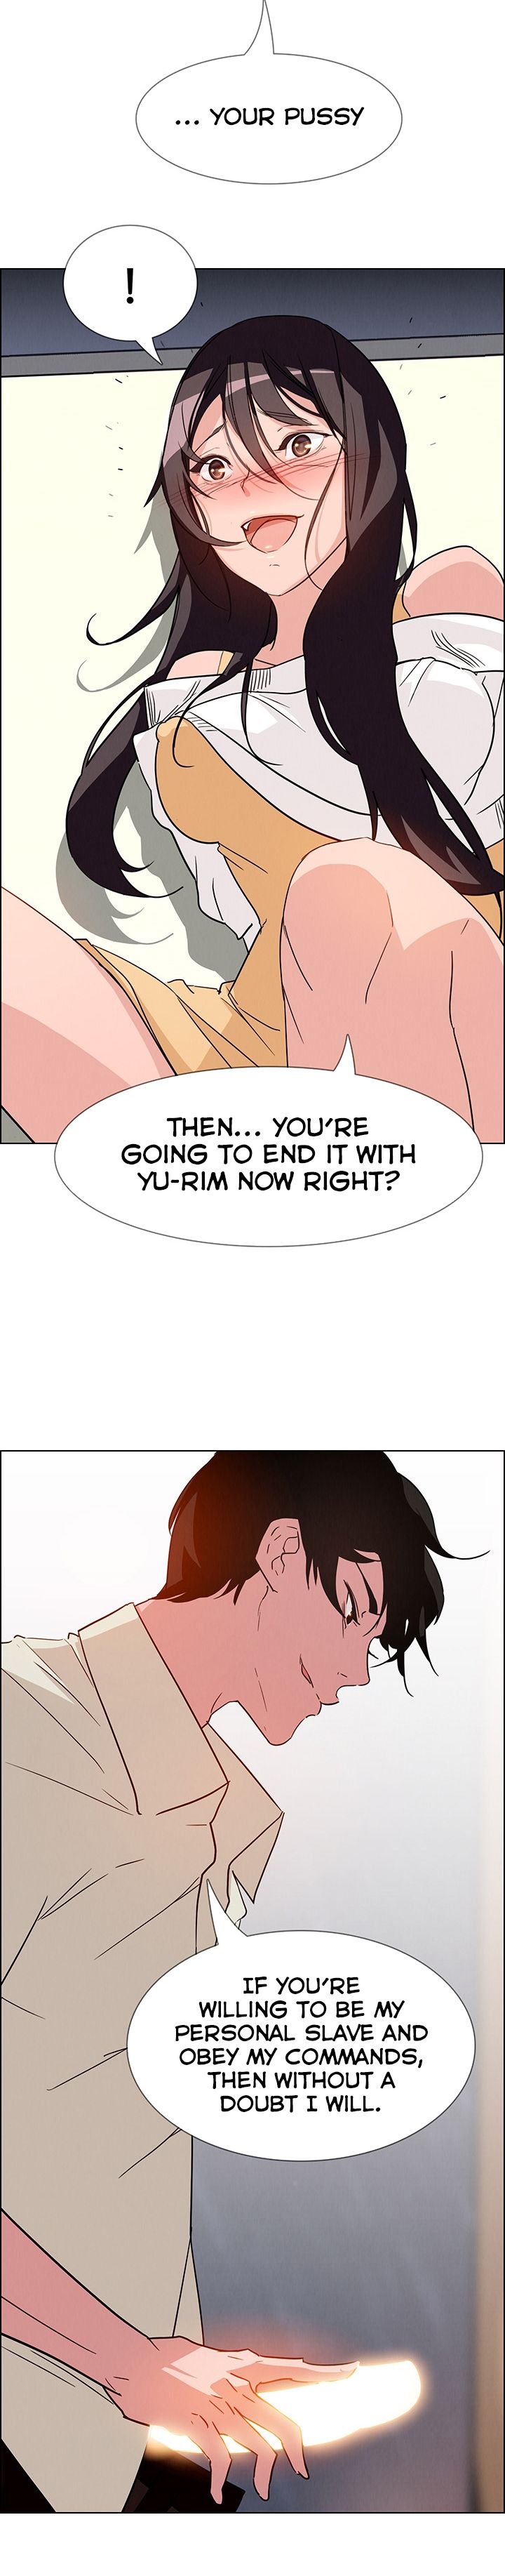 ... YOUR PUSSY
!
THEN... YOU'RE
GOING TO END IT WITH
YU-RIM NOW RIGHT?
IF YOU'RE
WILLING TO BE MY
PERSONAL SLAVE AND
OBEY MY COMMANDS,
THEN WITHOUT A
DOUBT I WILL.